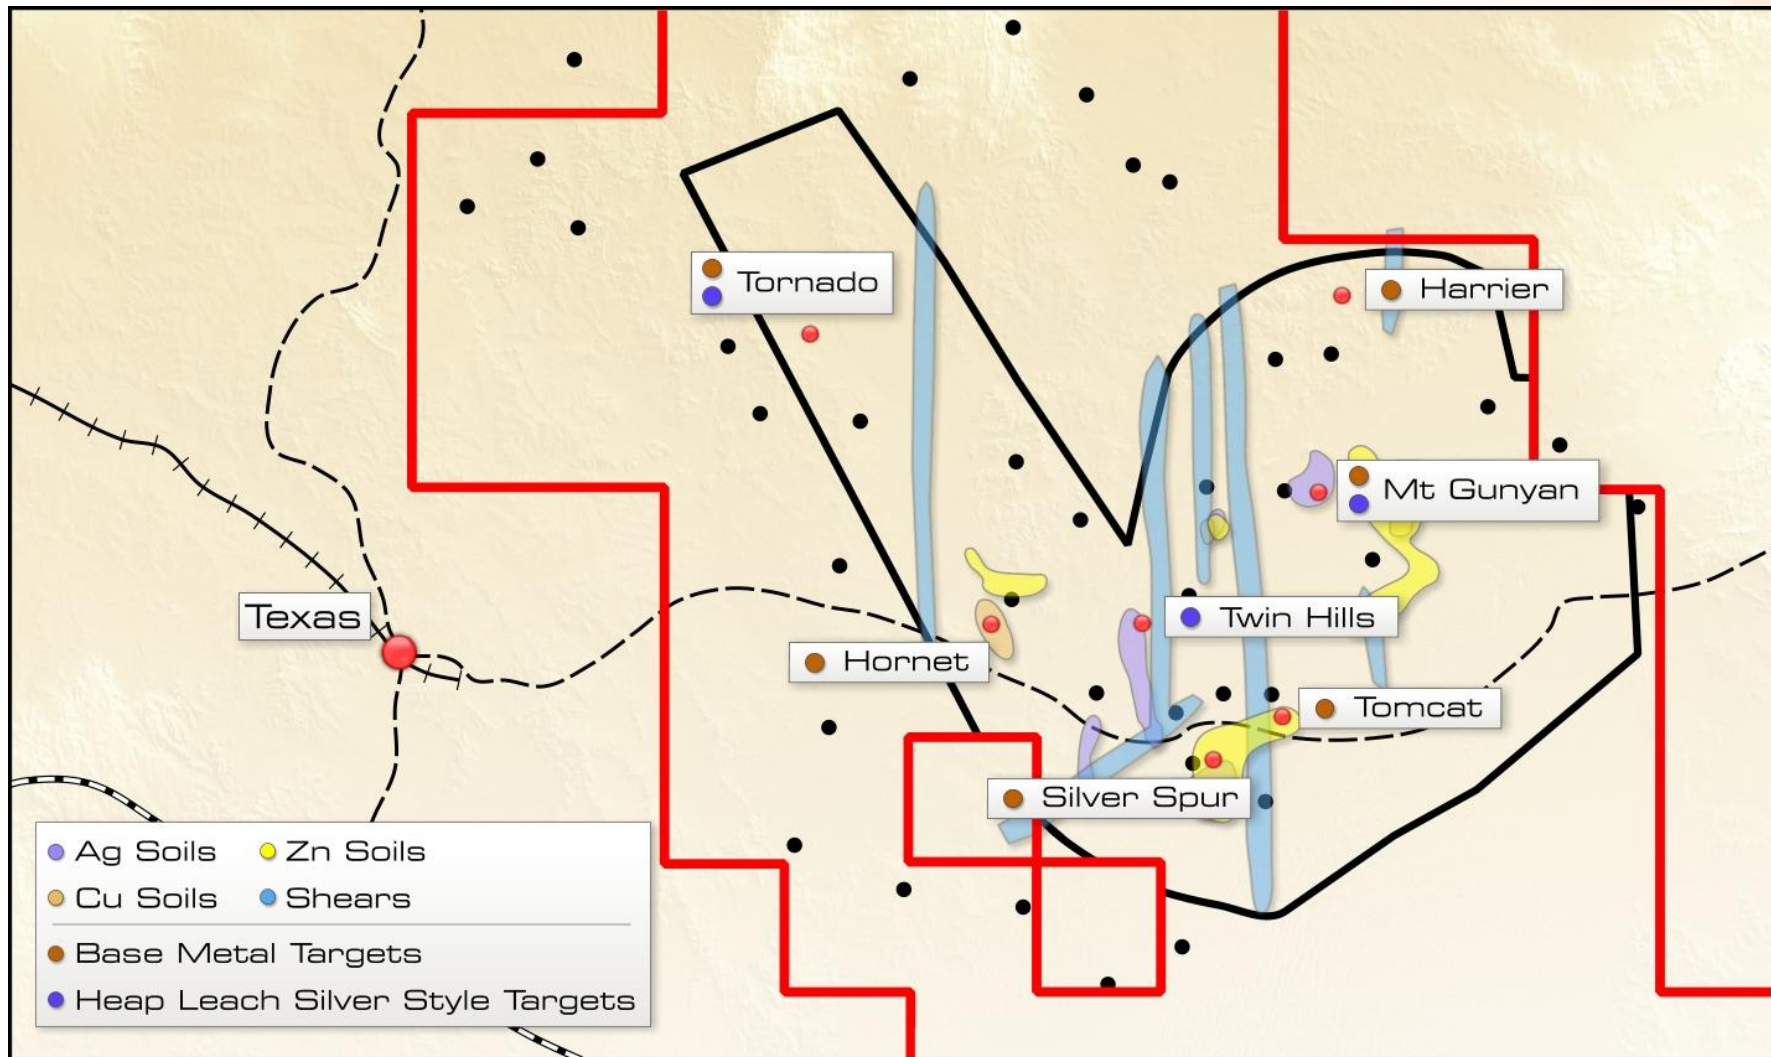 Tornado
Harrier
Mt Gunyan
Texas
Twin Hills
Hornet
Tomcat
Silver Spur
Ag Soils
Zn Soils
Cu Soils
Shears
Base Metal Targets
Heap Leach Silver Style Targets